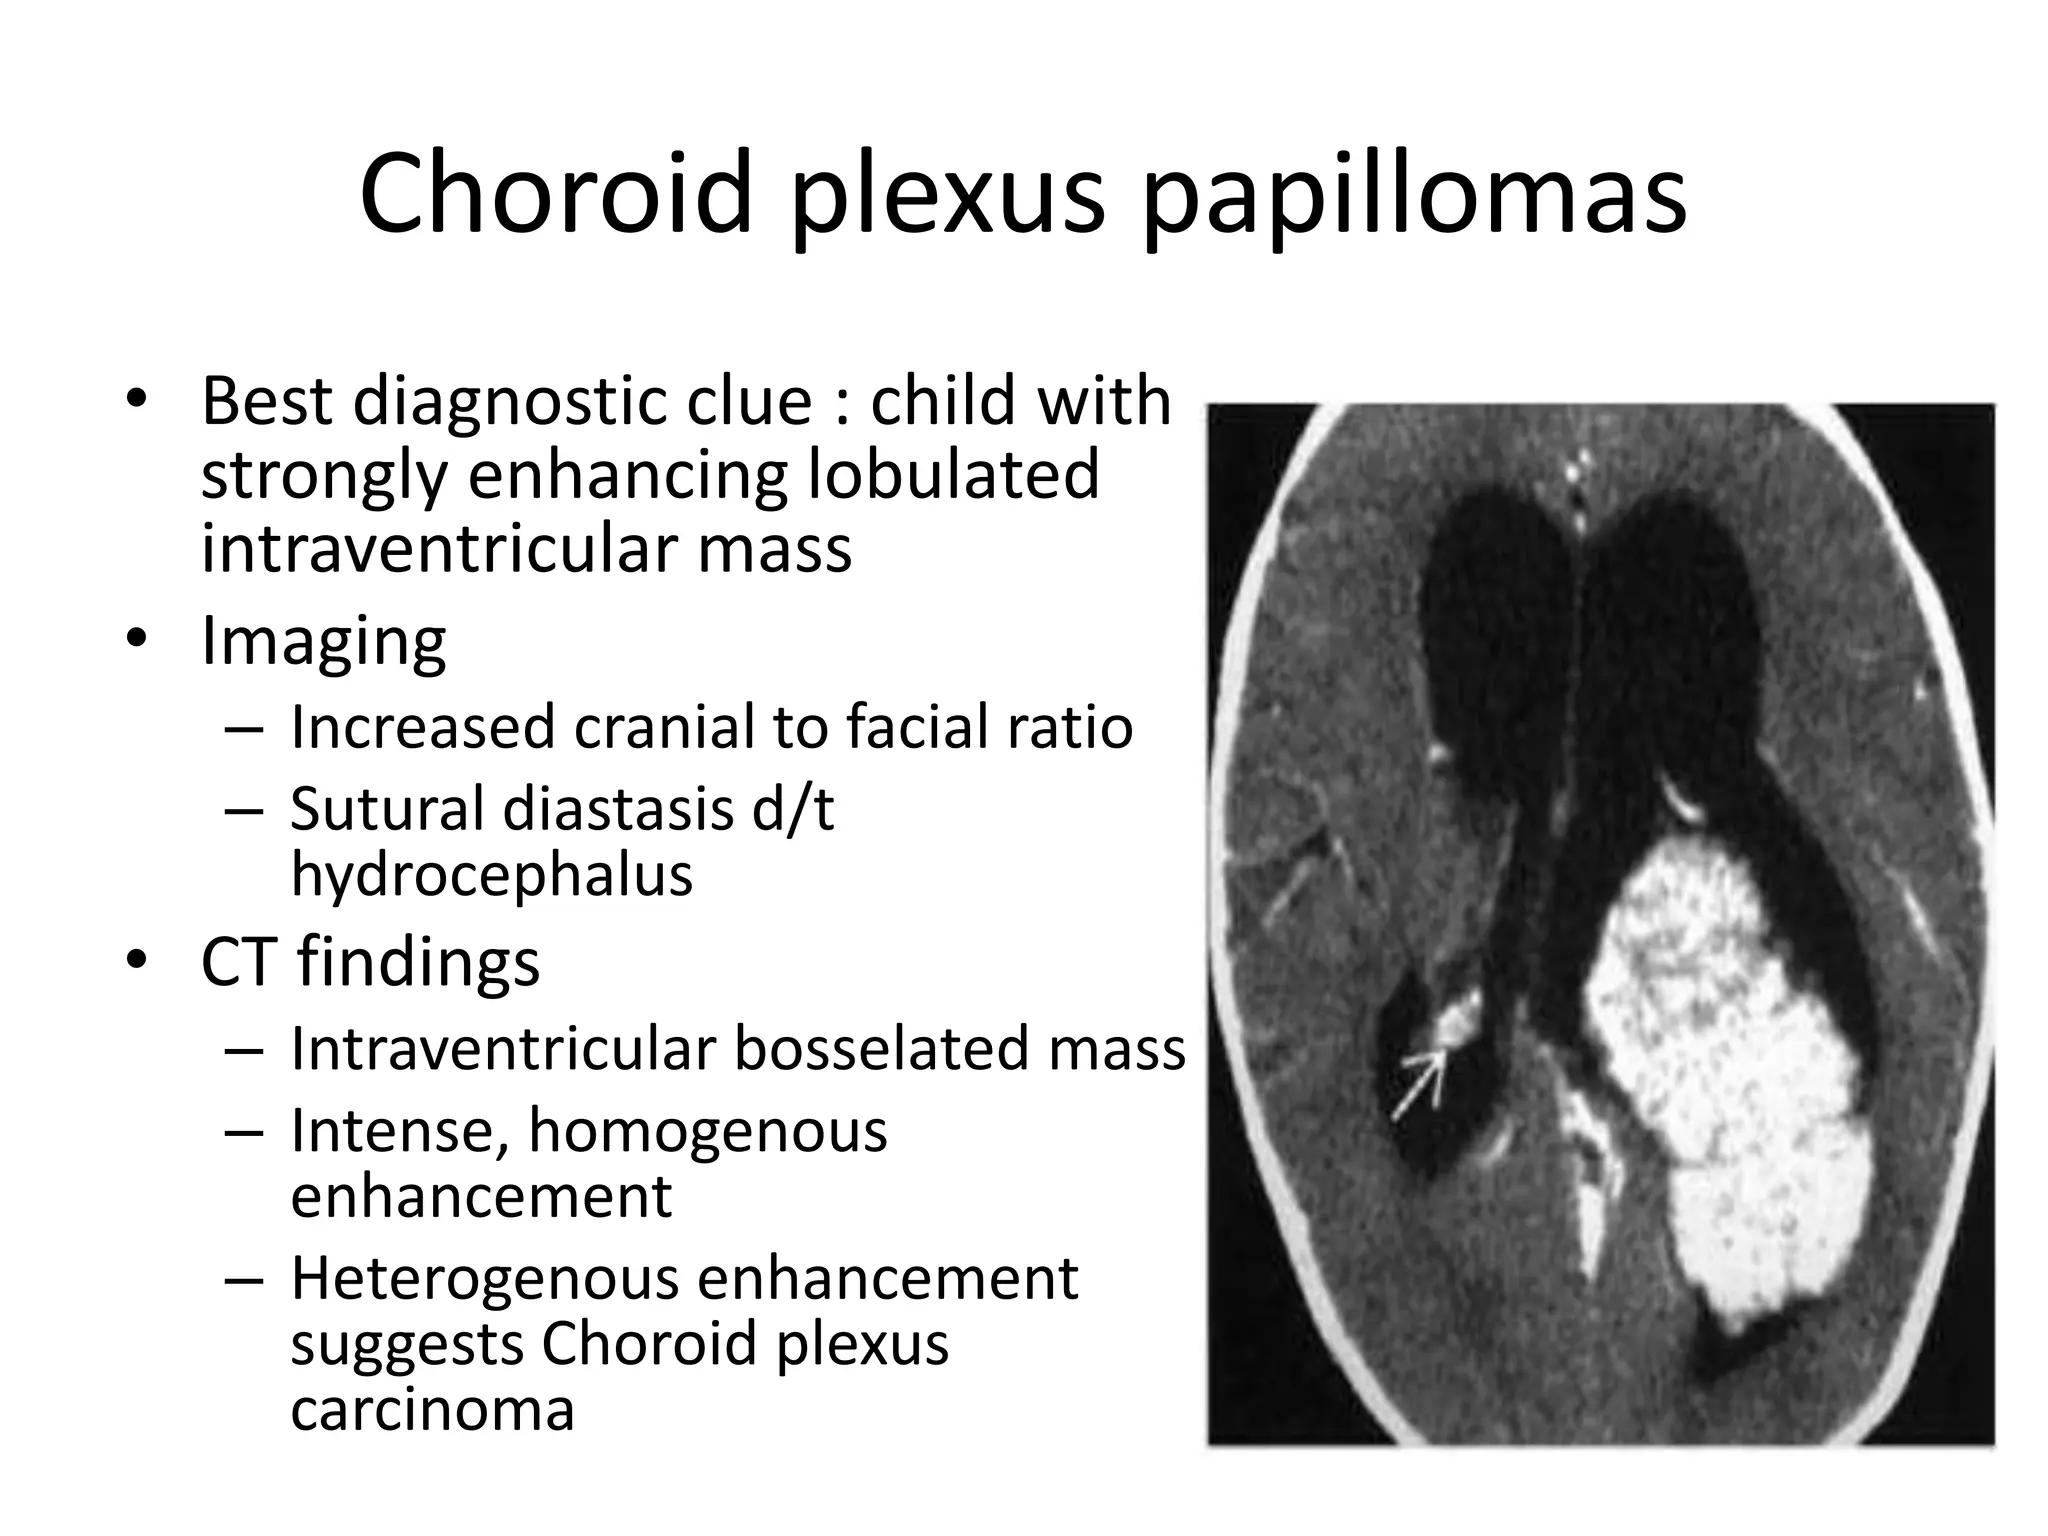 Choroid plexus papillomas
• Best diagnostic clue : child with
strongly enhancing lobulated
intraventricular mass
• Imaging
– Increased cranial to facial ratio
– Sutural diastasis d/t
hydrocephalus
• CT findings
– Intraventricular bosselated mass
– Intense, homogenous
enhancement
– Heterogenous enhancement
suggests Choroid plexus
carcinoma